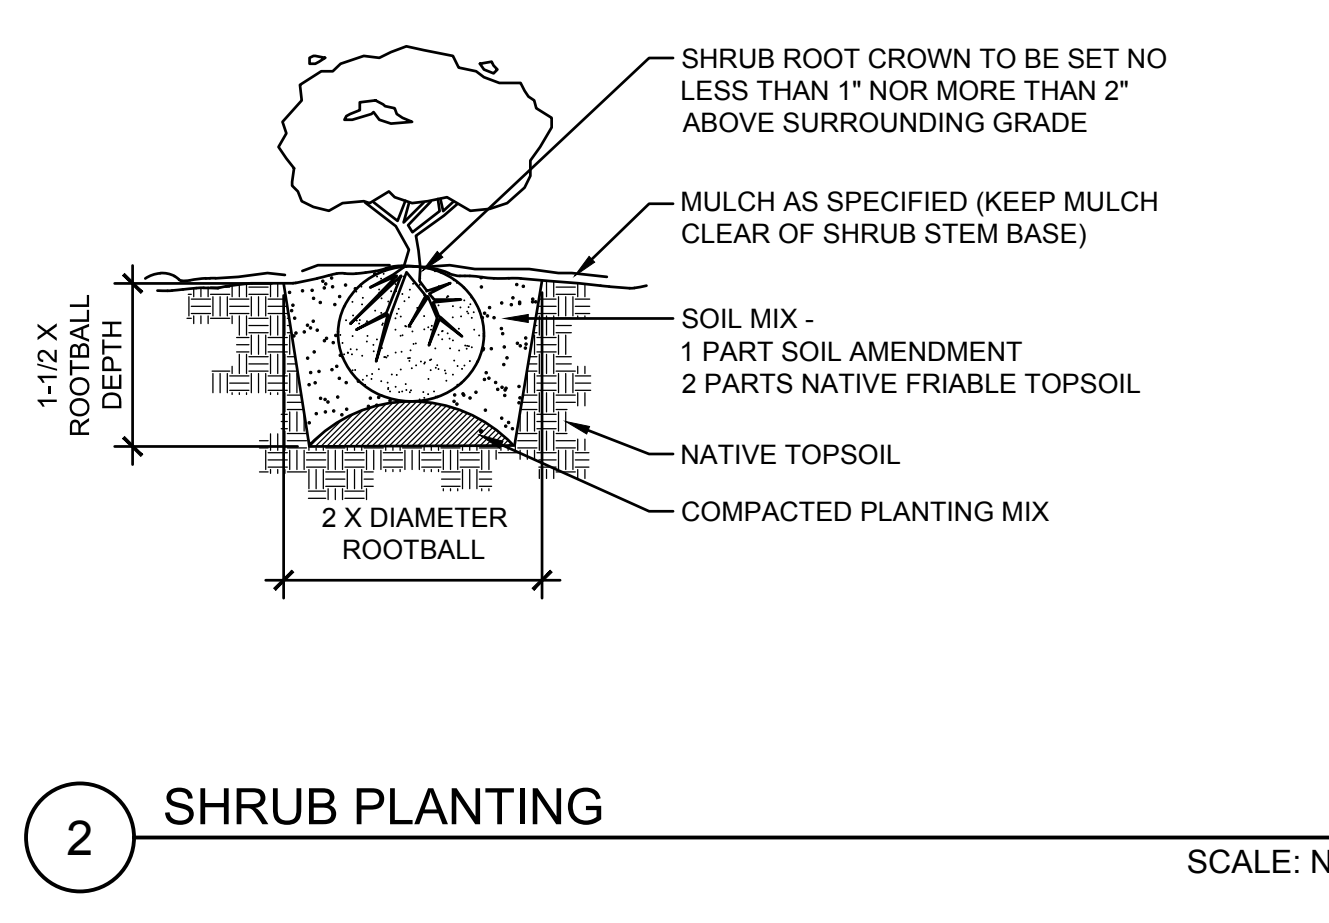 SHRUB ROOT CROWN TO BE SET NO
LESS THAN 1" NOR MORE THAN 2"
ABOVE SURROUNDING GRADE
MULCH AS SPECIFIED (KEEP MULCH
CLEAR OF SHRUB STEM BASE)
SOIL MIX -
1 PART SOIL AMENDMENT
2 PARTS NATIVE FRIABLE TOPSOIL
NATIVE TOPSOIL
COMPACTED PLANTING MIX
1-1/2 X
ROOTBALL
DEPTH
2 X DIAMETER
ROOTBALL
2
SHRUB PLANTING
SCALE: N